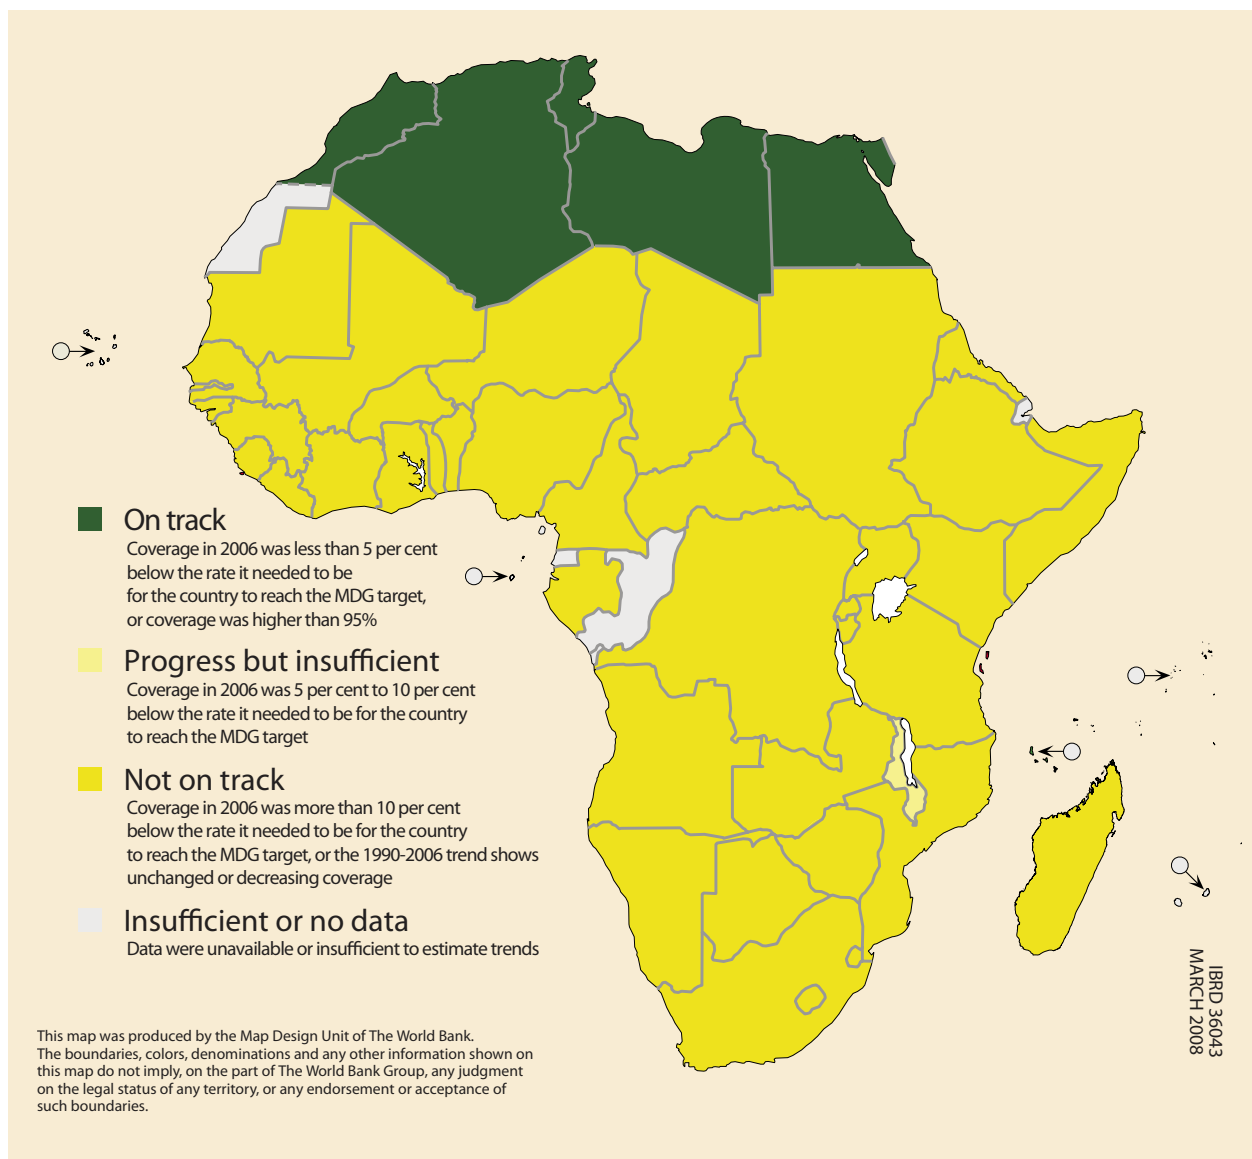 On track
Coverage in 2006 was less than 5 per cent
below the rate it needed to be
for the country to reach the MDG target,
or coverage was higher than 95%
Progress but insufficient
Coverage in 2006 was 5 per cent to 10 per cent
below the rate it needed to be for the country
to reach the MDG target
Not on track
Coverage in 2006 was more than 10 per cent
below the rate it needed to be for the country
to reach the MDG target, or the 1990-2006 trend shows
unchanged or decreasing coverage
Insufficient or no data
Data were unavailable or insufficient to estimate trends
This map was produced by the Map Design Unit of The World Bank.
The boundaries, colors, denominations and any other information shown on
this map do not imply, on the part of The World Bank Group, any judgment
on the legal status of any territory, or any endorsement or acceptance of
such boundaries.
IBRD 36043
MARCH 2008